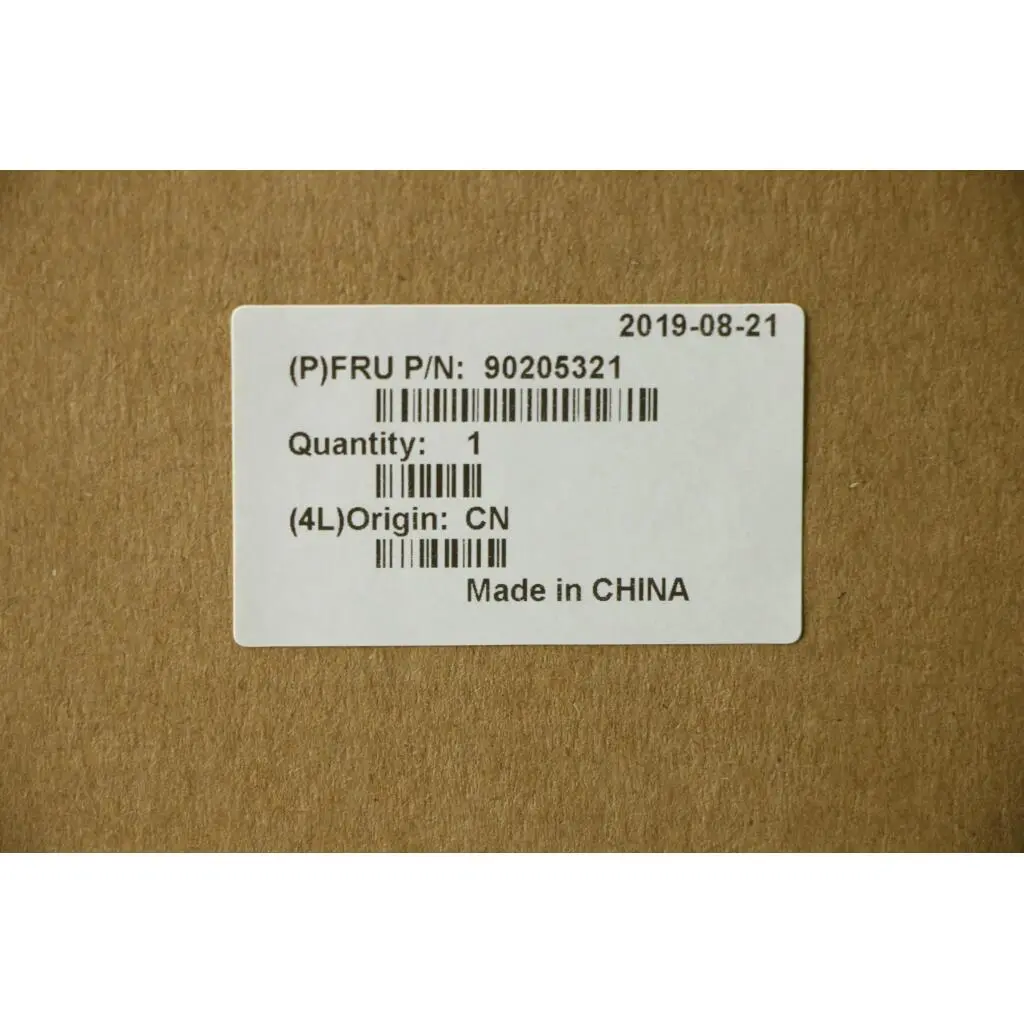 2019-08-21
(P)FRU P/N: 90205321
Quantity: 1
(4L)Origin: CN
Made in CHINA